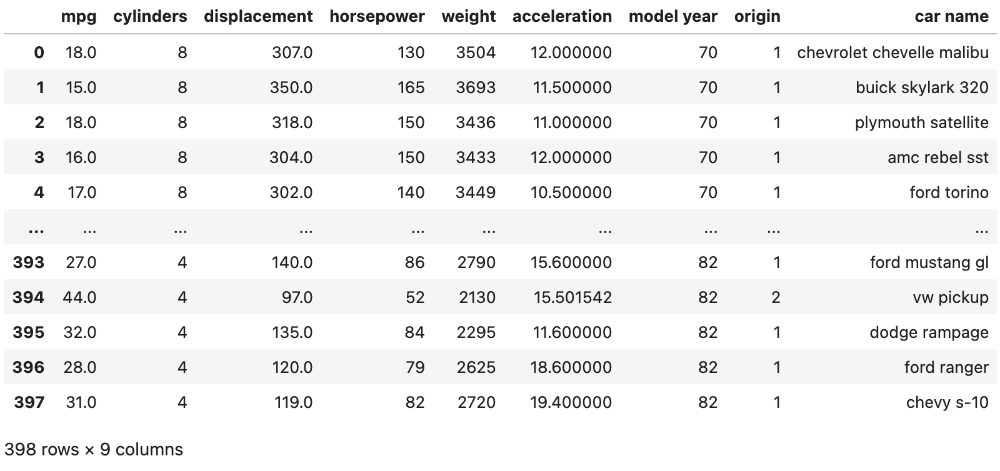 mpg cylinders displacement horsepower weight acceleration model year origin car name
0 18.0 8 307.0 130 3504 12.000000 70 1 chevrolet chevelle malibu
1 15.0 8 350.0 165 3693 11.500000 70 1 buick skylark 320
2 18.0 8 318.0 150 3436 11.000000 70 1 plymouth satellite
3 16.0 8 304.0 150 3433 12.000000 70 1 amc rebel sst
4 17.0 8 302.0 140 3449 10.500000 70 1 ford torino
... ... ... ... ... ... ... ... ... ...
393 27.0 4 140.0 86 2790 15.600000 82 1 ford mustang gl
394 44.0 4 97.0 52 2130 15.501542 82 2 vw pickup
395 32.0 4 135.0 84 2295 11.600000 82 1 dodge rampage
396 28.0 4 120.0 79 2625 18.600000 82 1 ford ranger
397 31.0 4 119.0 82 2720 19.400000 82 1 chevy s-10
398 rows × 9 columns